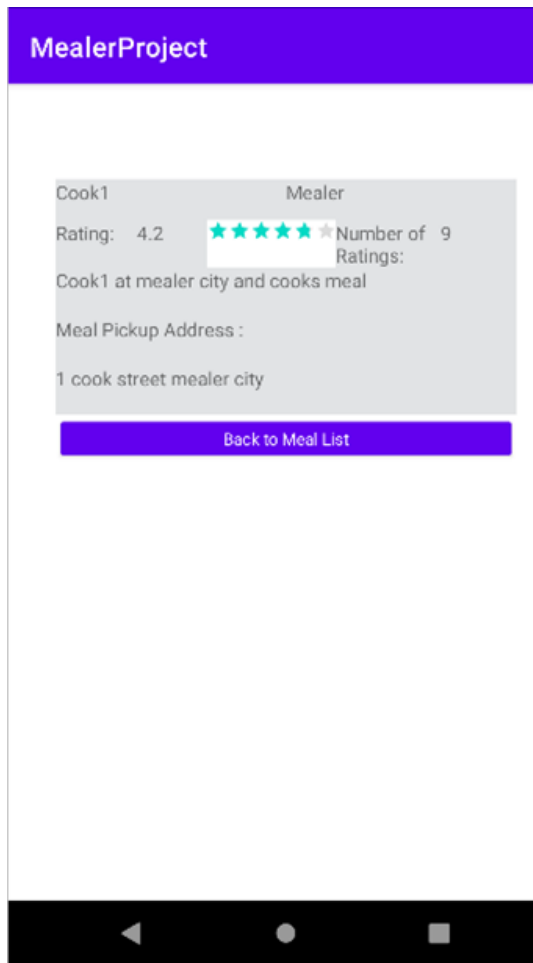 MealerProject
Cook1 Mealer
Rating: 4.2 Number of 9
Ratings:
Cook1 at mealer city and cooks meal
Meal Pickup Address :
1 cook street mealer city
Back to Meal List